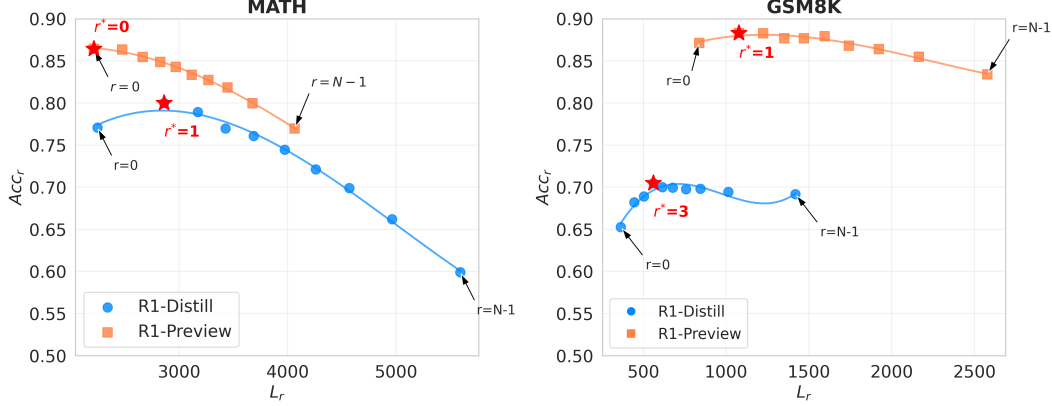 MATH
0.90
0.85
0.80
0.75
0.70
0.65
0.60
0.55
0.50
Acc_r
r*=0
r=0
r*=1
r=0
r=N−1
r=N-1
R1-Distill
R1-Preview
3000 4000 5000
L_r
GSM8K
0.90
0.85
0.80
0.75
0.70
0.65
0.60
0.55
0.50
Acc_r
r=N-1
r*=1
r=0
r*=3
r=N-1
r=0
R1-Distill
R1-Preview
500 1000 1500 2000 2500
L_r